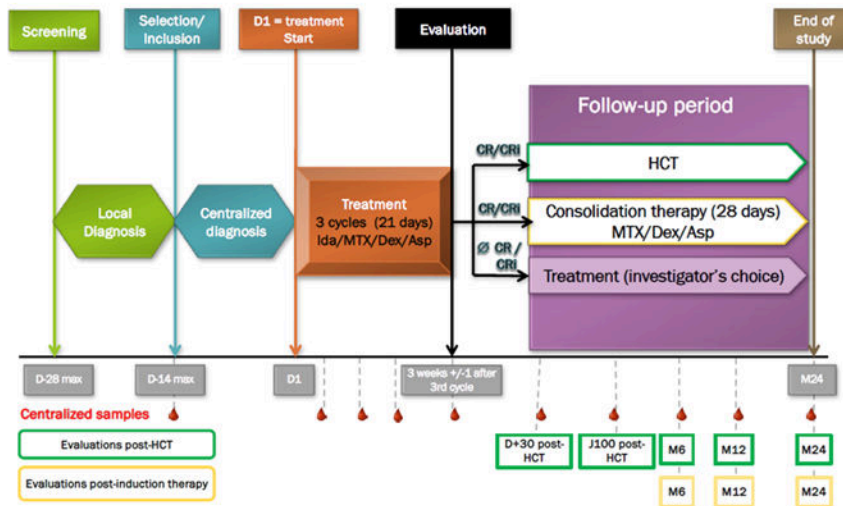 Screening
Selection/
Inclusion
D1 = treatment
Start
Evaluation
End of
study
Follow-up period
CR/CRi
HCT
Local
Diagnosis
Centralized
diagnosis
Treatment
3 cycles (21 days)
Ida/MTX/Dex/Asp
CR/CRi
Consolidation therapy (28 days)
MTX/Dex/Asp
Ø CR /
CRi
Treatment (investigator's choice)
D-28 max
D-14 max
D1
3 weeks +/-1 after
3rd cycle
M24
Centralized samples
Evaluations post-HCT
D+30 post-
HCT
J100 post-
HCT
M6
M12
M24
Evaluations post-induction therapy
M6
M12
M24